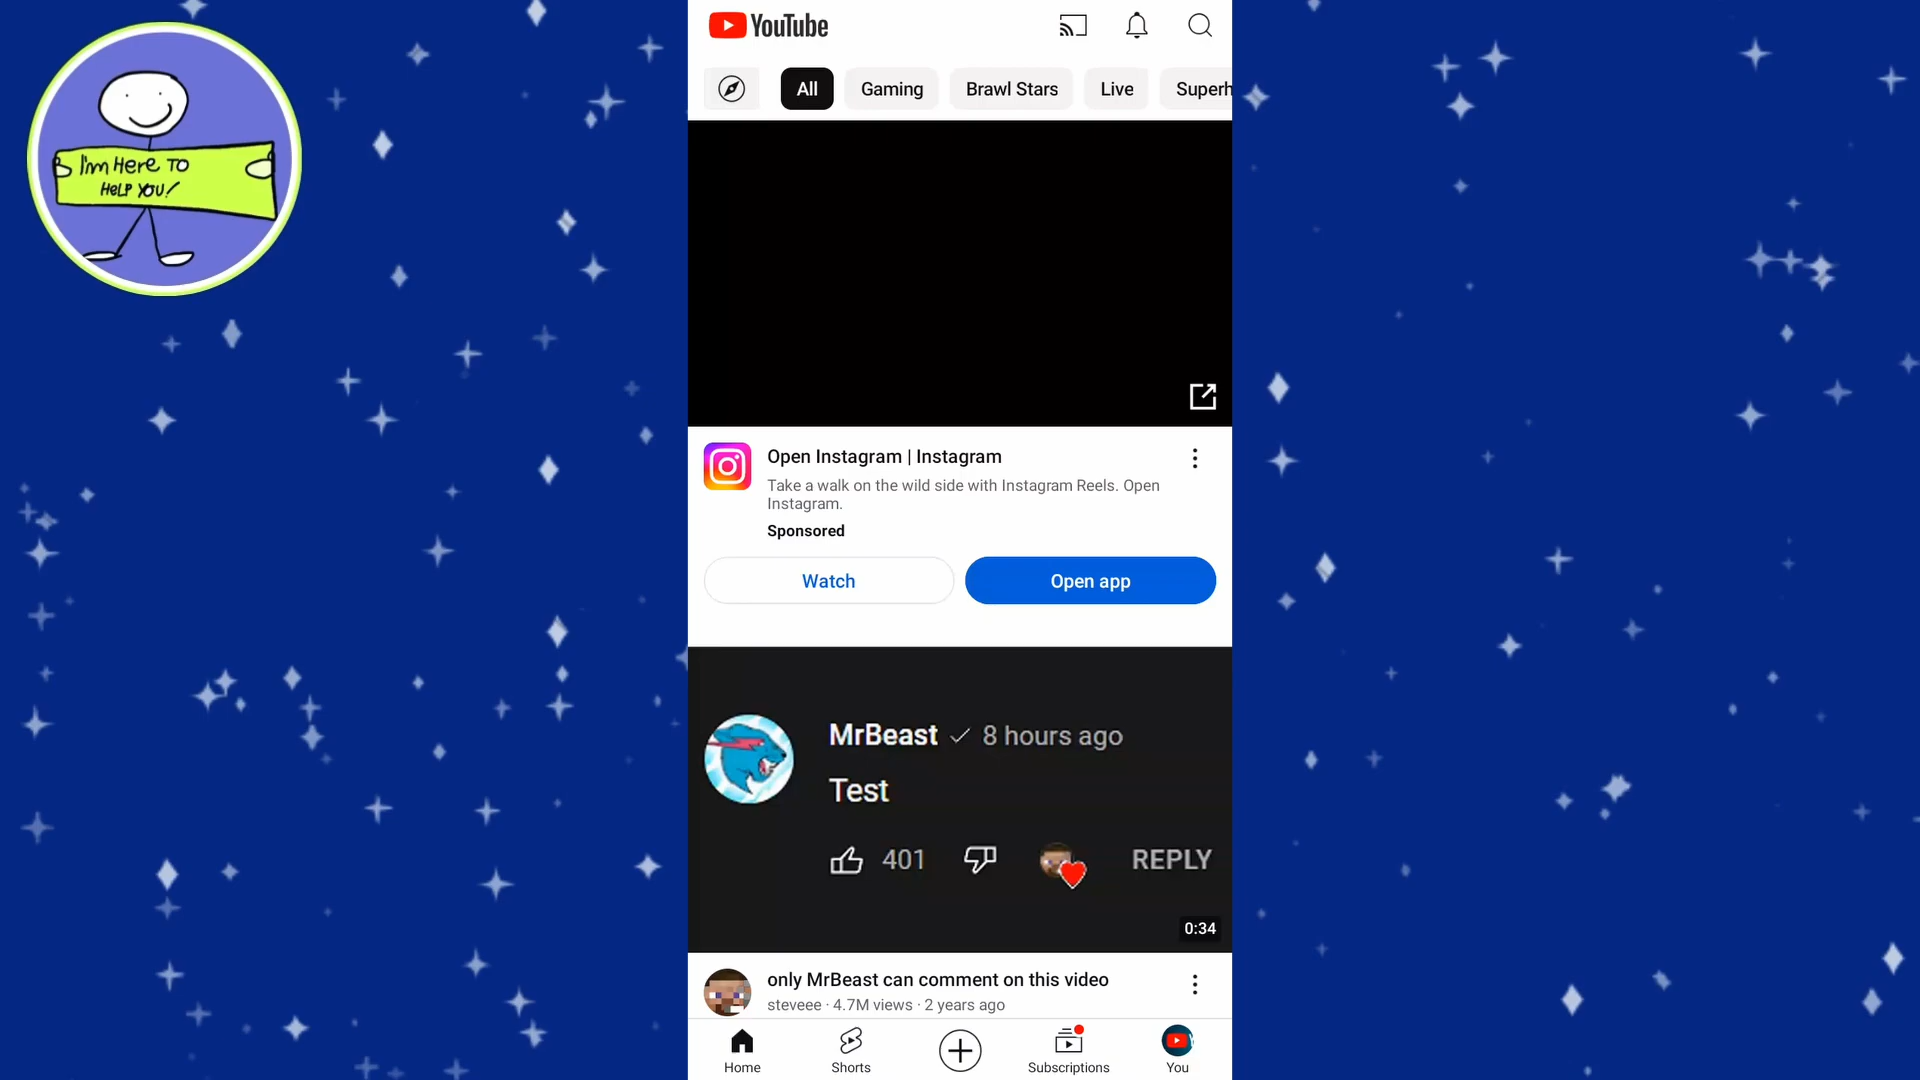 I'm Here To
Help You!
YouTube
All
Gaming
Brawl Stars
Live
Superh
Open Instagram | Instagram
Take a walk on the wild side with Instagram Reels. Open
Instagram.
Sponsored
Watch
Open app
MrBeast
8 hours ago
Test
401
REPLY
0:34
only MrBeast can comment on this video
steveee · 4.7M views · 2 years ago
Home
Shorts
Subscriptions
You